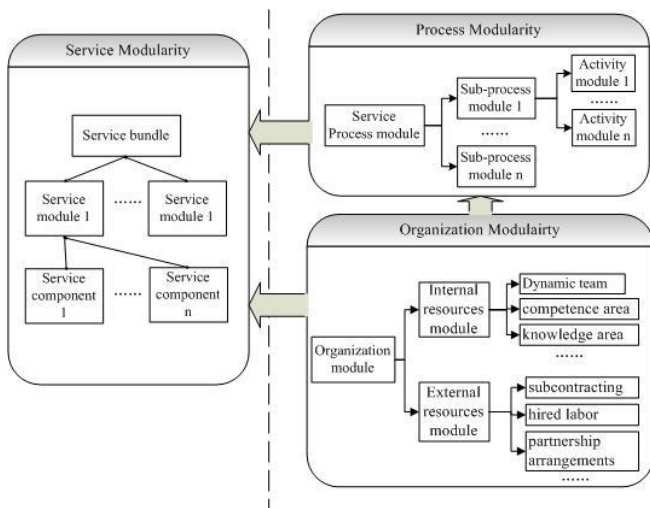 Service Modularity
Service bundle
Service
module 1
......
Service
module 1
Service
component
1
......
Service
component
n
Process Modularity
Service
Process module
Sub-process
module 1
......
Sub-process
module n
Activity
module 1
......
Activity
module n
Organization Modulairty
Organization
module
Internal
resources
module
Dynamic team
competence area
knowledge area
......
External
resources
module
subcontracting
hired labor
partnership
arrangements
......